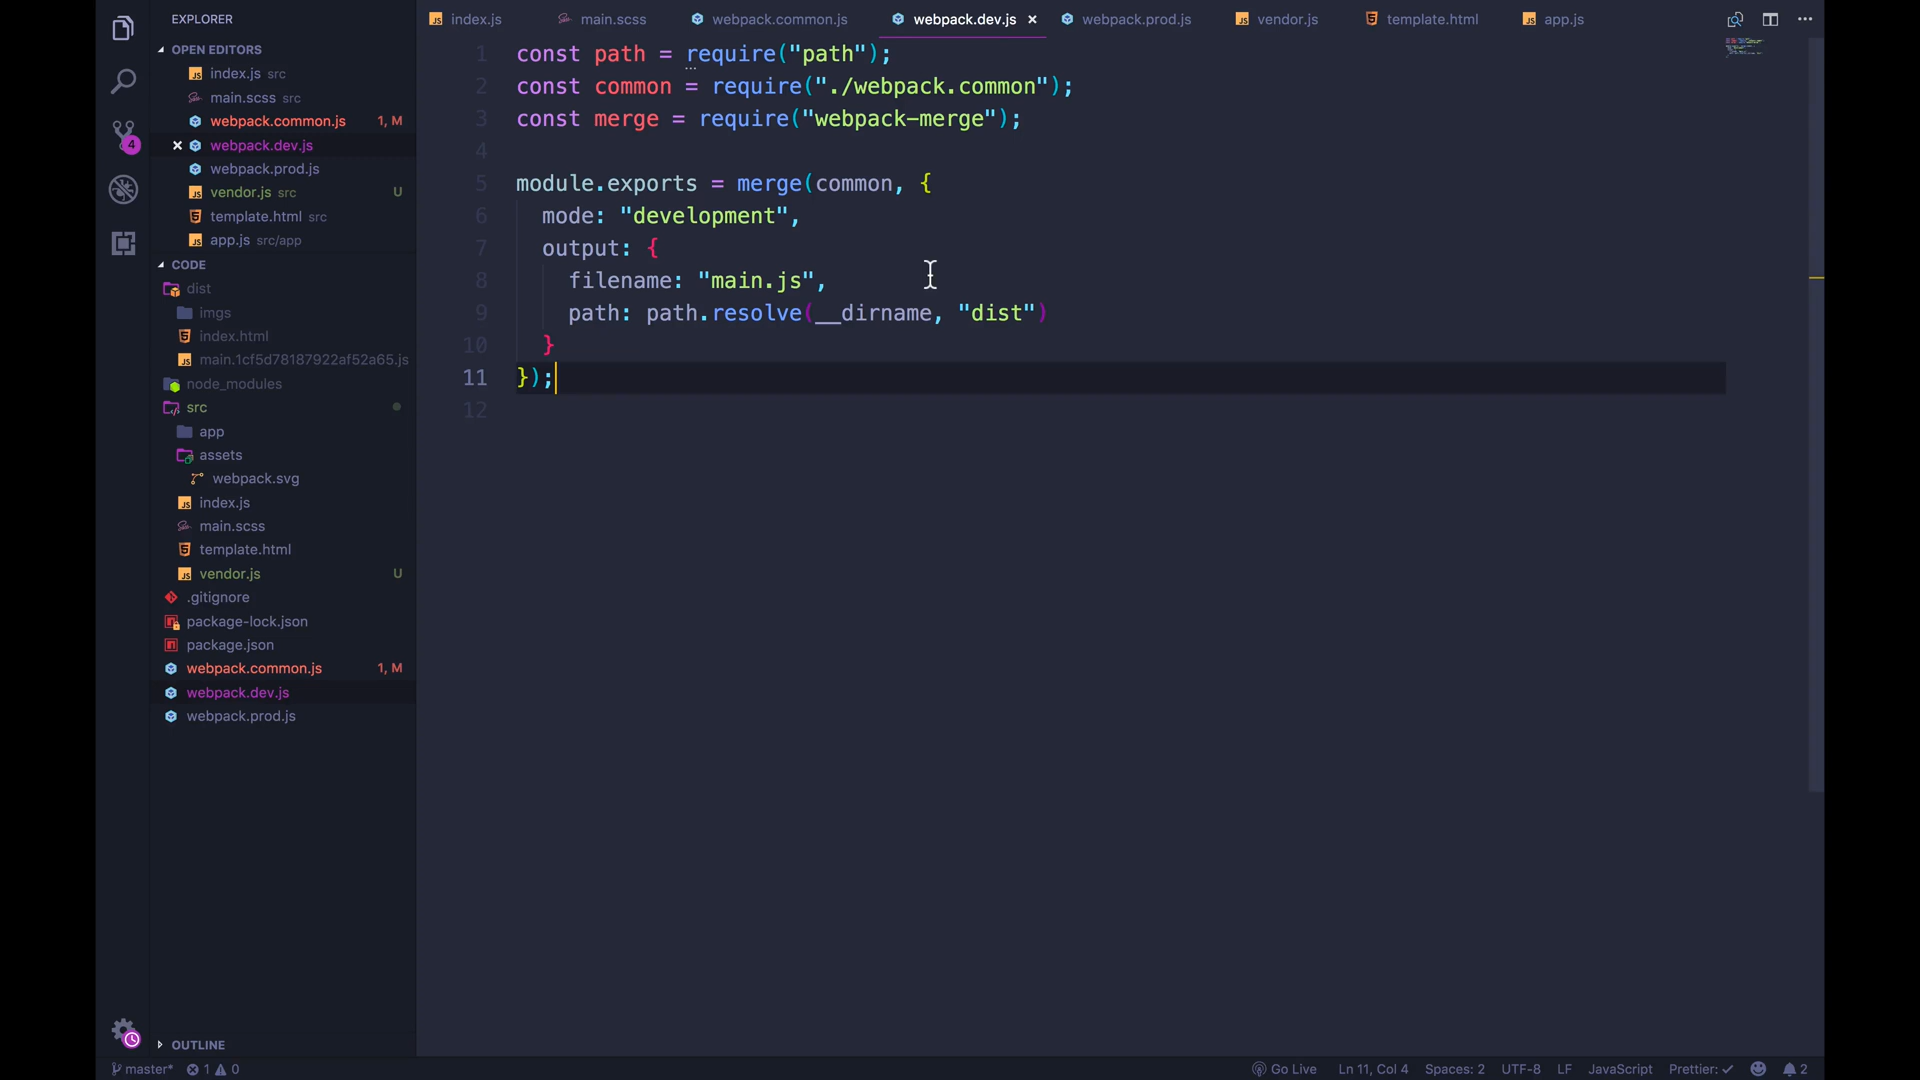 EXPLORER
OPEN EDITORS
index.js src
main.scss src
webpack.common.js 1, M
webpack.dev.js
webpack.prod.js
vendor.js src U
template.html src
app.js src/app
CODE
dist
imgs
index.html
main.1cf5d78187922af52a65.js
node_modules
src
app
assets
webpack.svg
index.js
main.scss
template.html
vendor.js U
.gitignore
package-lock.json
package.json
webpack.common.js 1, M
webpack.dev.js
webpack.prod.js
OUTLINE
4
index.js main.scss webpack.common.js webpack.dev.js webpack.prod.js vendor.js template.html app.js
1 const path = require("path");
2 const common = require("./webpack.common");
3 const merge = require("webpack-merge");
4
5 module.exports = merge(common, {
6 mode: "development",
7 output: {
8 filename: "main.js",
9 path: path.resolve(__dirname, "dist")
10 }
11 });
12
master* 1 0 Go Live Ln 11, Col 4 Spaces: 2 UTF-8 LF JavaScript Prettier: ✓ 2